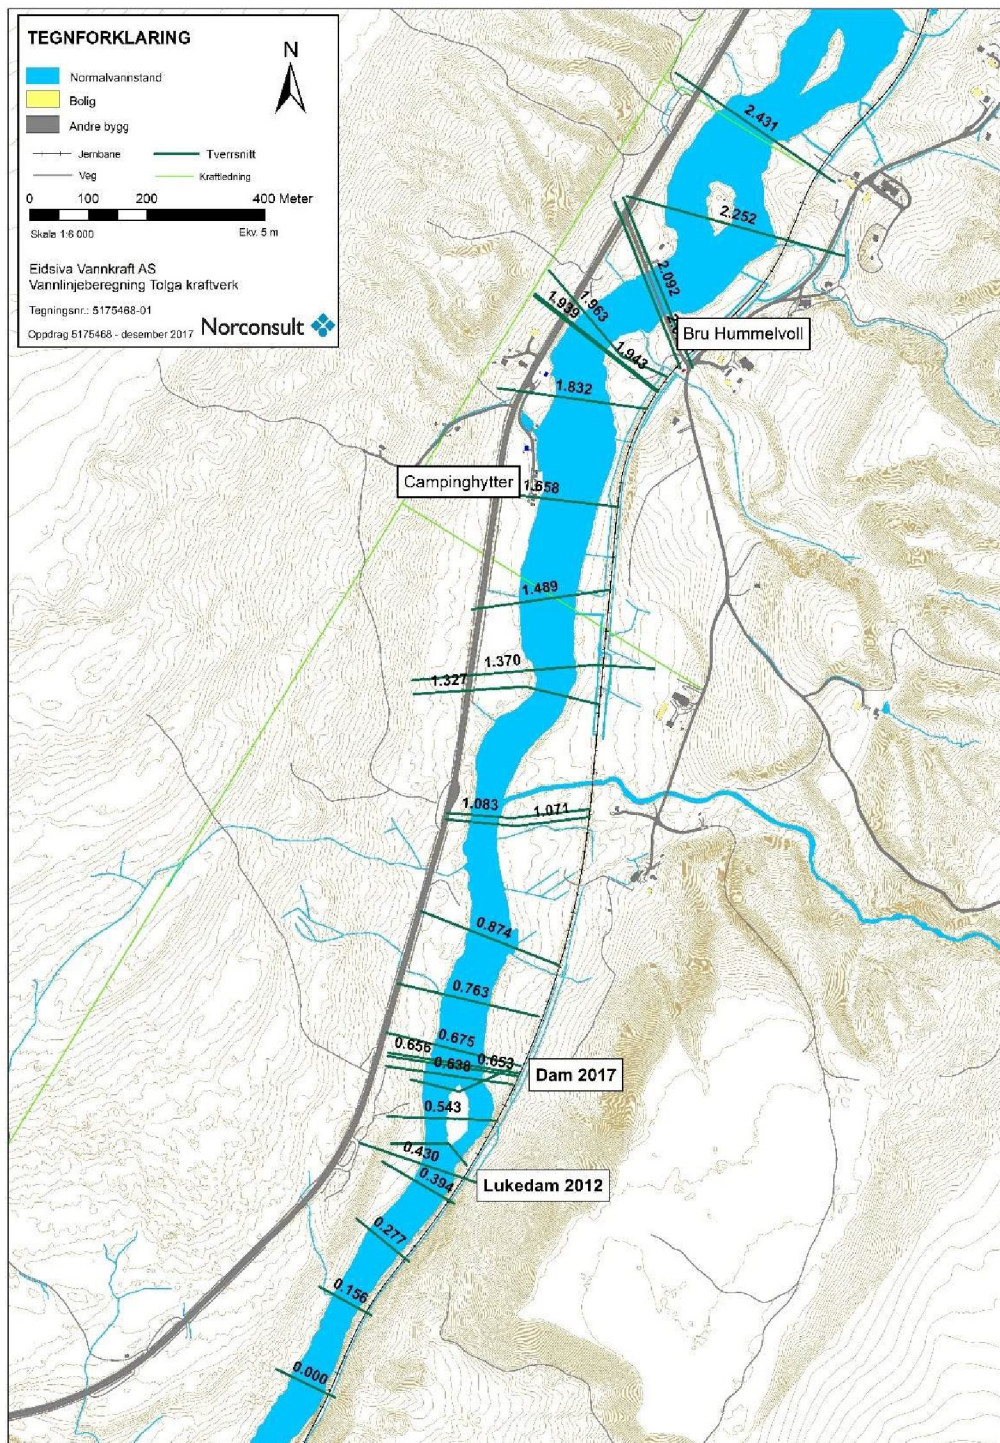 TEGNFORKLARING
N
Normalvannstand
Bolig
Andre bygg
Jernbane
Tverrsnitt
Veg
Kraftledning
0 100 200 400 Meter
Skala 1:6 000
Ekv. 5 m
Eidsiva Vannkraft AS
Vannlinjeberegning Tolga kraftverk
Tegningsnr.: 5175468-01
Oppdrag 5175468 - desember 2017
Norconsult
2.431
2.252
2.092
1.963
1.939
Bru Hummelvoll
1.943
1.832
Campinghytter
1.658
1.489
1.370
1.327
1.083
1.071
0.874
0.763
0.675
0.656
0.653
0.638
Dam 2017
0.543
0.430
0.394
Lukedam 2012
0.277
0.156
0.000